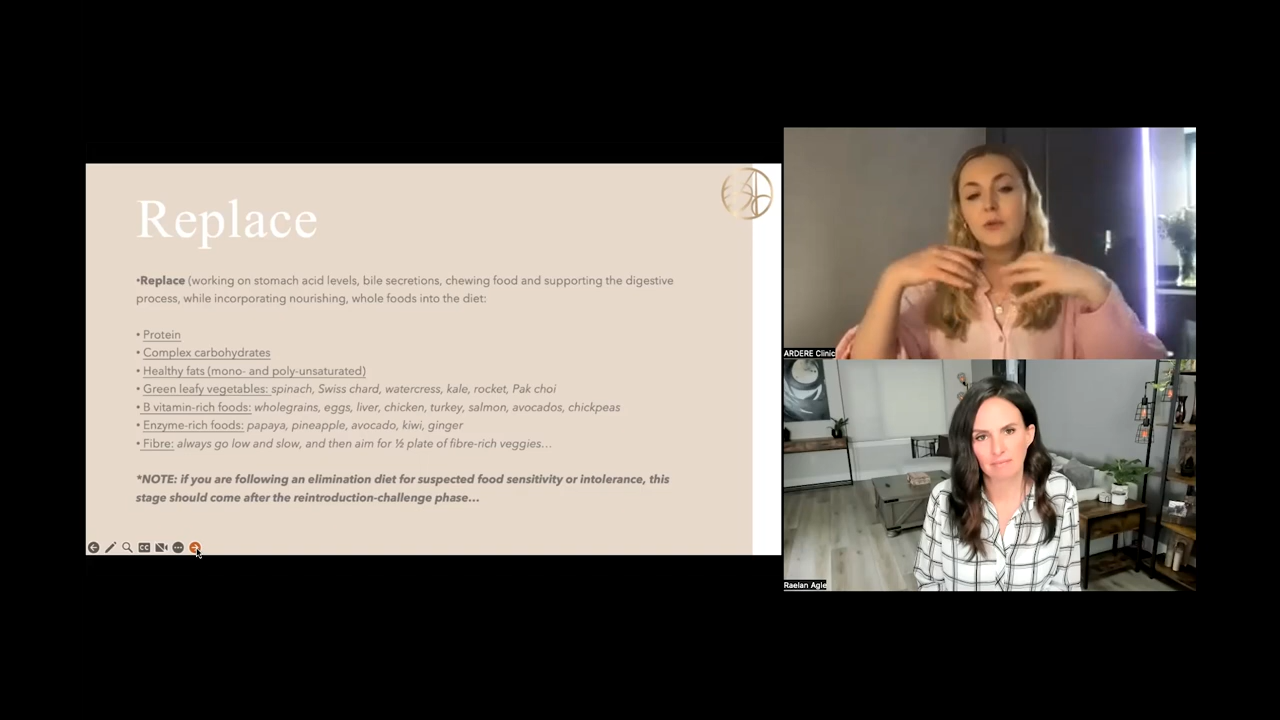 Replace
•Replace (working on stomach acid levels, bile secretions, chewing food and supporting the digestive
process, while incorporating nourishing, whole foods into the diet:
• Protein
• Complex carbohydrates
• Healthy fats (mono- and poly-unsaturated)
• Green leafy vegetables: spinach, Swiss chard, watercress, kale, rocket, Pak choi
• B vitamin-rich foods: wholegrains, eggs, liver, chicken, turkey, salmon, avocados, chickpeas
• Enzyme-rich foods: papaya, pineapple, avocado, kiwi, ginger
• Fibre: always go low and slow, and then aim for ½ plate of fibre-rich veggies…
*NOTE: if you are following an elimination diet for suspected food sensitivity or intolerance, this
stage should come after the reintroduction-challenge phase…
CC
ARDERE Clinic
Raelan Agle